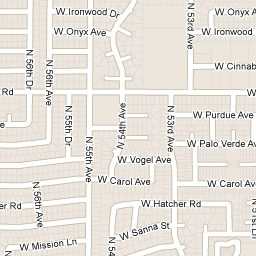 W Ironwood Dr
W Onyx Ave
N 53rd Ave
W Onyx Ave
W Ironwood
N 56th Dr
N 56th Ave
W Cinnab
Rd
N 55th Dr
N 55th Ave
N 54th Ave
N 53rd Ave
W Purdue Ave
W Palo Verde Av
W Vogel Ave
W Carol Ave
W Carol Av
N 56th Ave
er Rd
W Hatcher Rd
W Sanna St
W Mission Ln
N 54